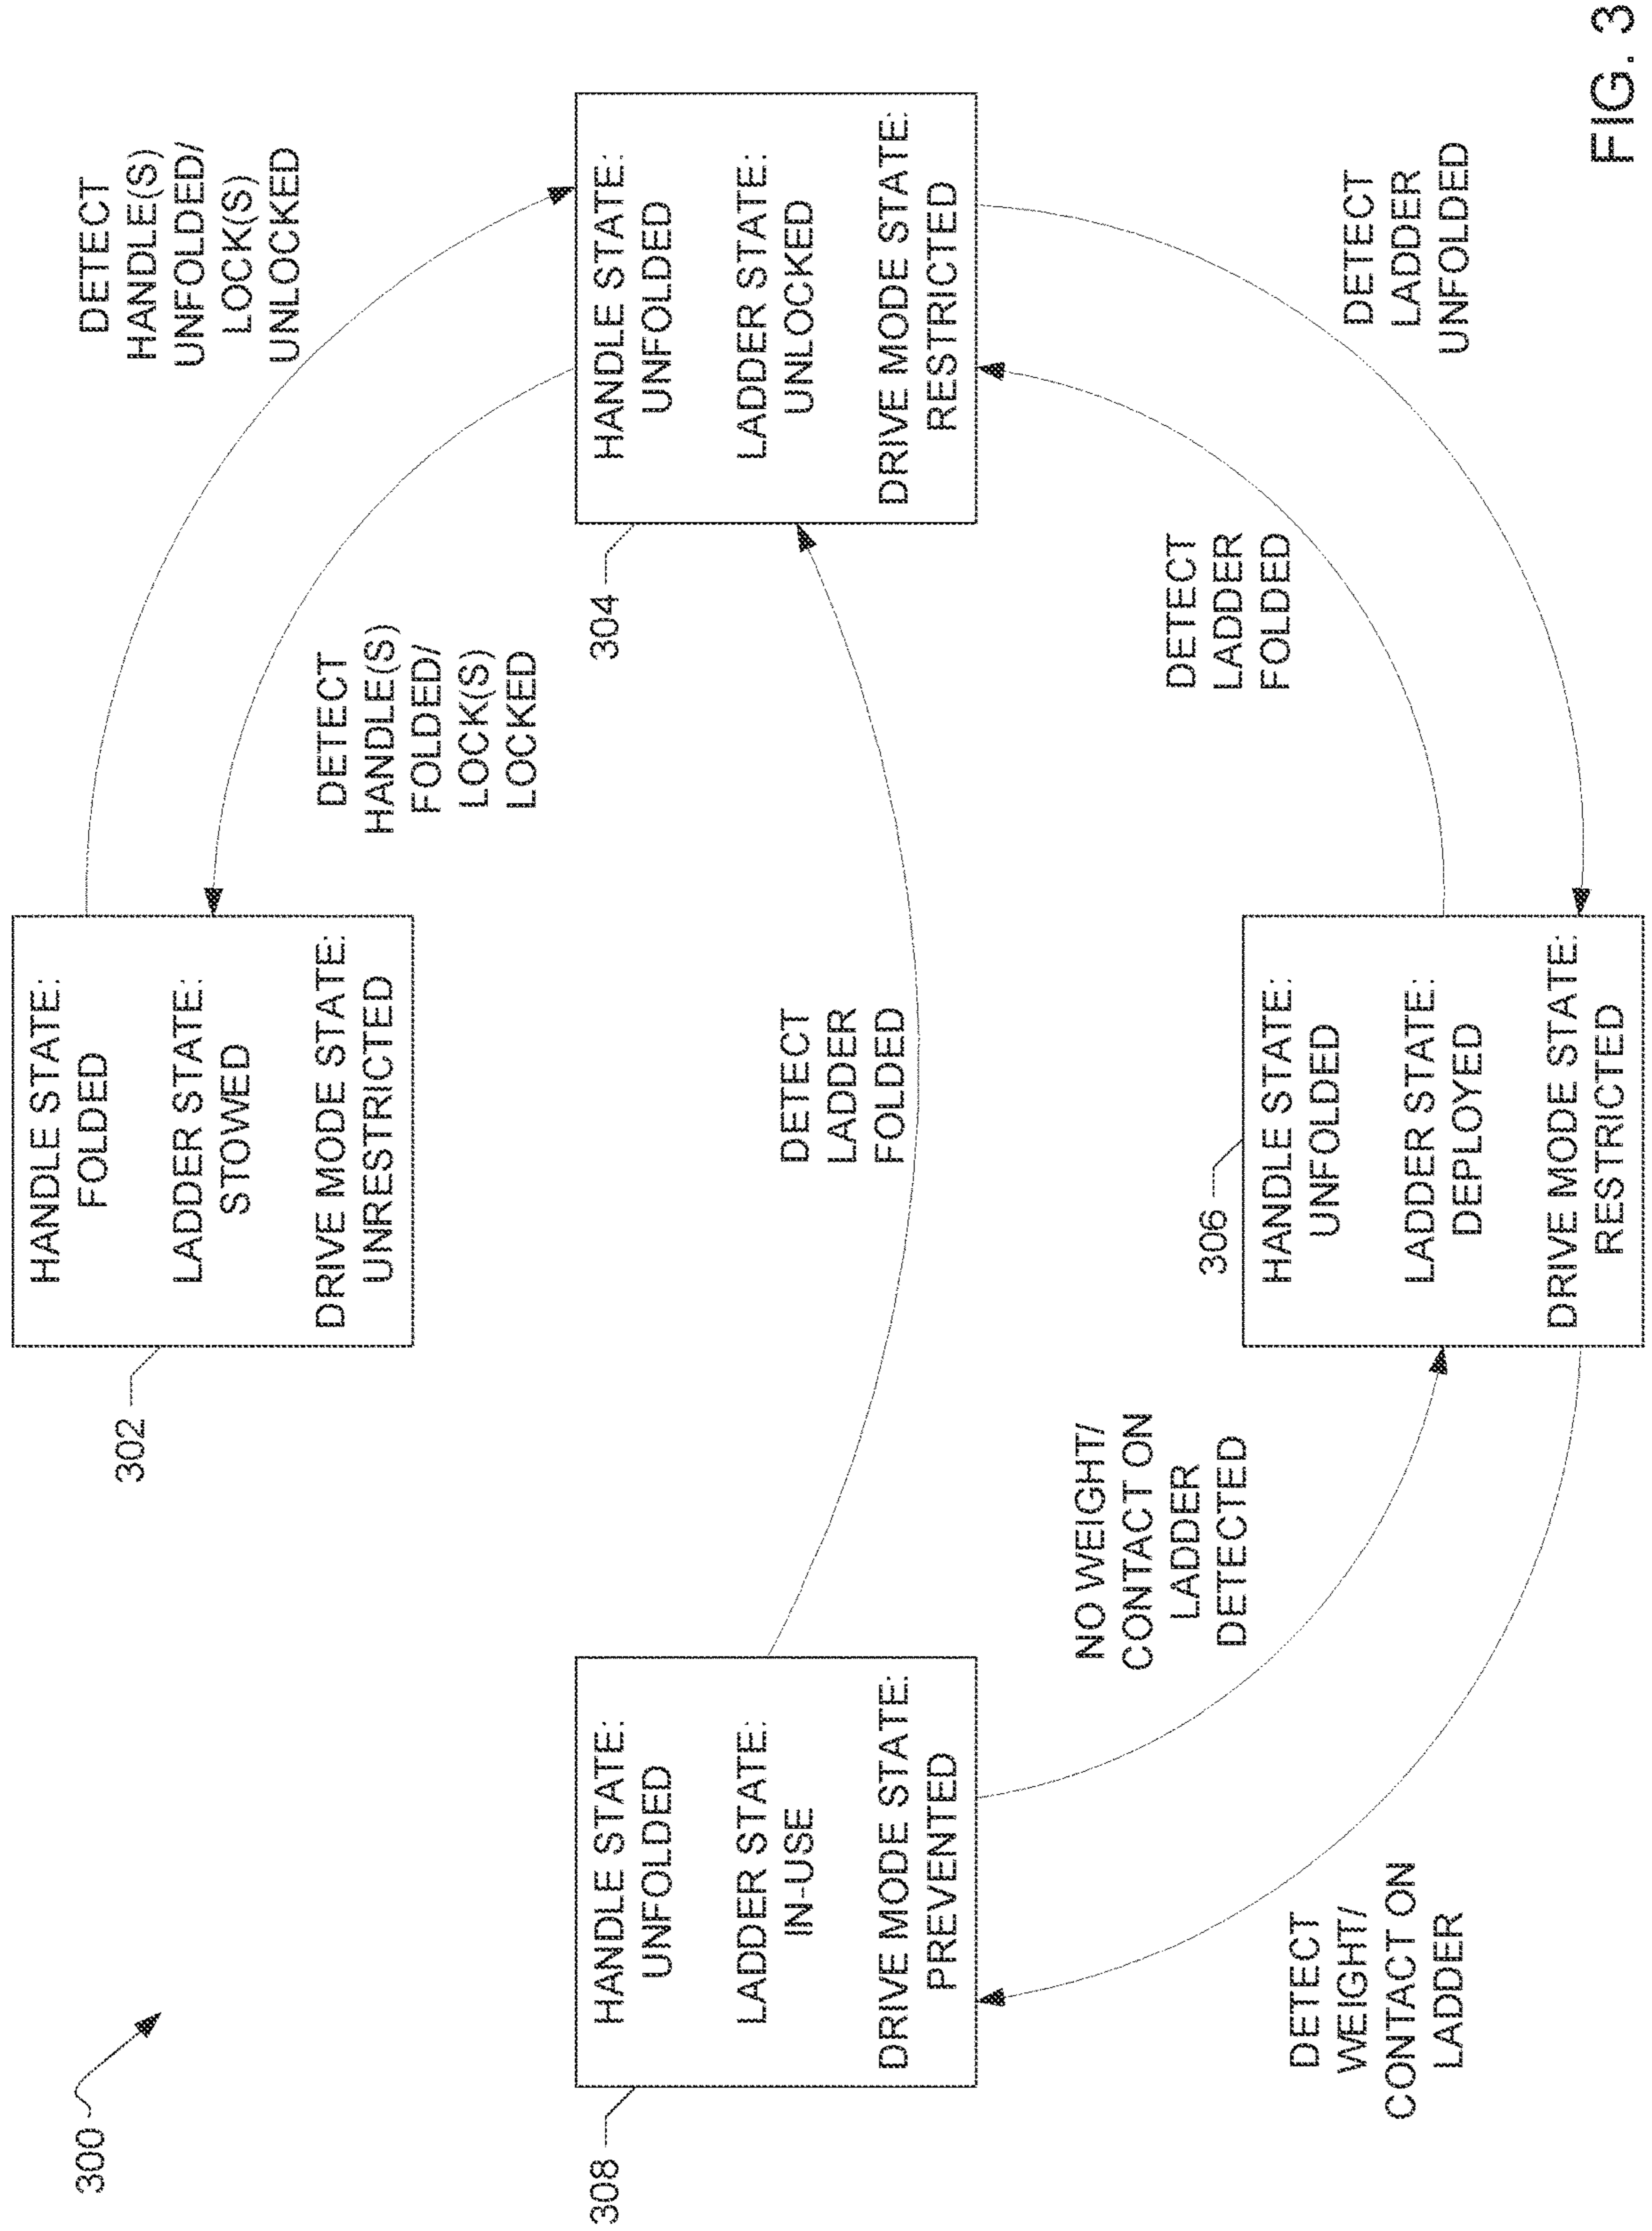 300
302
HANDLE STATE:
FOLDED
LADDER STATE:
STOWED
DRIVE MODE STATE:
UNRESTRICTED
DETECT
HANDLE(S)
UNFOLDED/
LOCK(S)
UNLOCKED
DETECT
HANDLE(S)
FOLDED/
LOCK(S)
LOCKED
308
HANDLE STATE:
UNFOLDED
LADDER STATE:
IN-USE
DRIVE MODE STATE:
PREVENTED
DETECT
LADDER
FOLDED
304
HANDLE STATE:
UNFOLDED
LADDER STATE:
UNLOCKED
DRIVE MODE STATE:
RESTRICTED
NO WEIGHT/
CONTACT ON
LADDER
DETECTED
DETECT
LADDER
FOLDED
306
HANDLE STATE:
UNFOLDED
LADDER STATE:
DEPLOYED
DRIVE MODE STATE:
RESTRICTED
DETECT
WEIGHT/
CONTACT ON
LADDER
DETECT
LADDER
UNFOLDED
FIG. 3